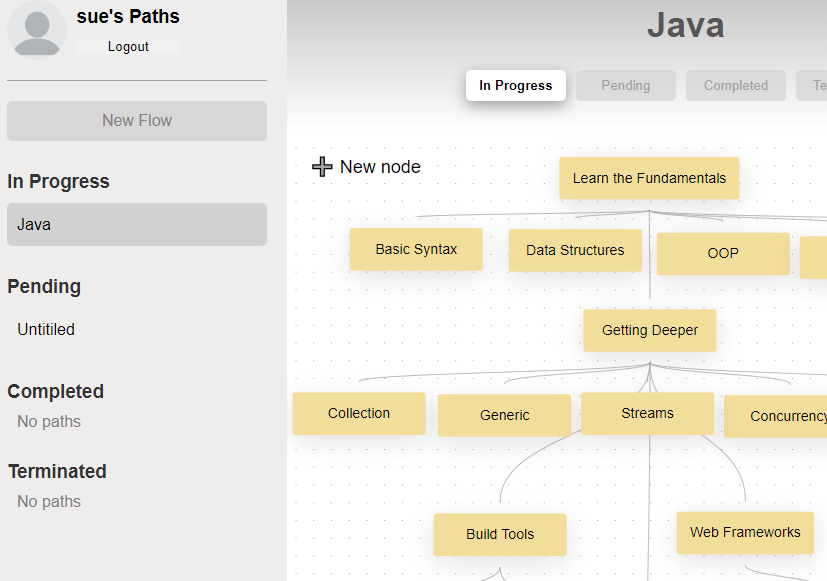 sue's Paths
Logout
New Flow
In Progress
Java
Pending
Untitiled
Completed
No paths
Terminated
No paths
Java
In Progress
Pending
Completed
Te
New node
Learn the Fundamentals
Basic Syntax
Data Structures
OOP
Getting Deeper
Collection
Generic
Streams
Concurrency
Build Tools
Web Frameworks